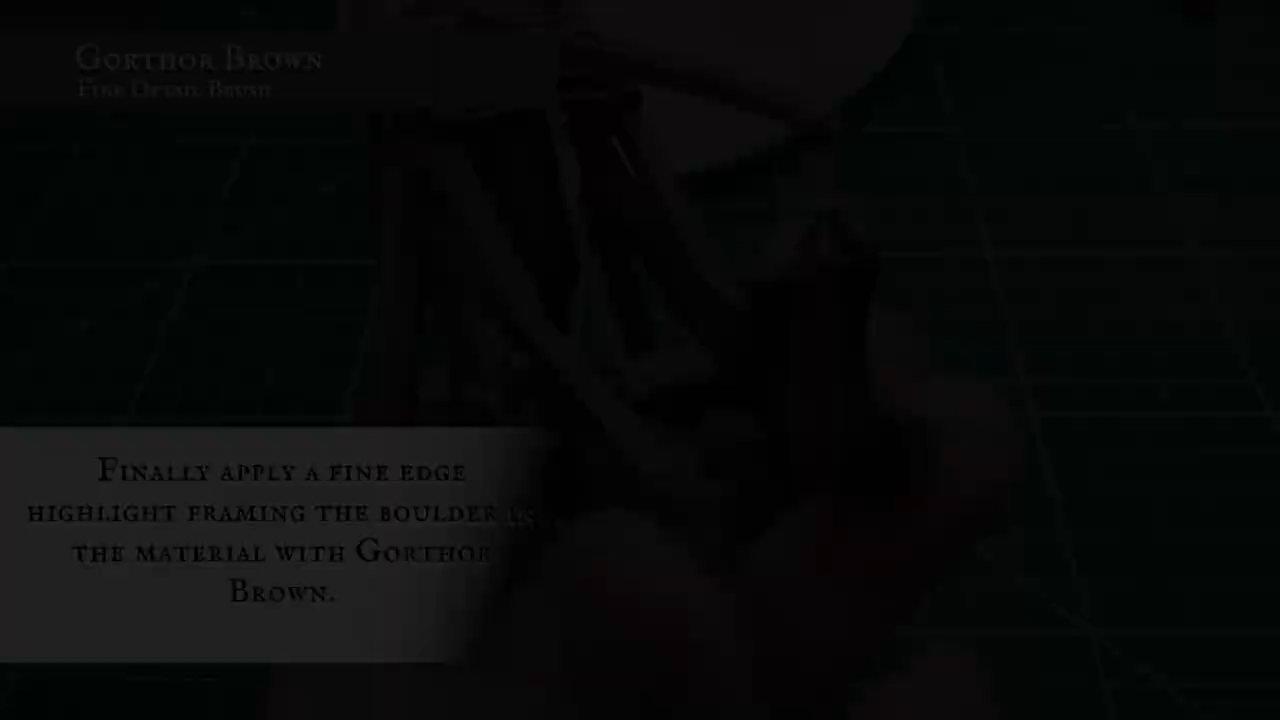 Gorthor Brown
Fine Detail Brush
Finally apply a fine edge
highlight framing the boulder
the material with Gorthor
Brown.